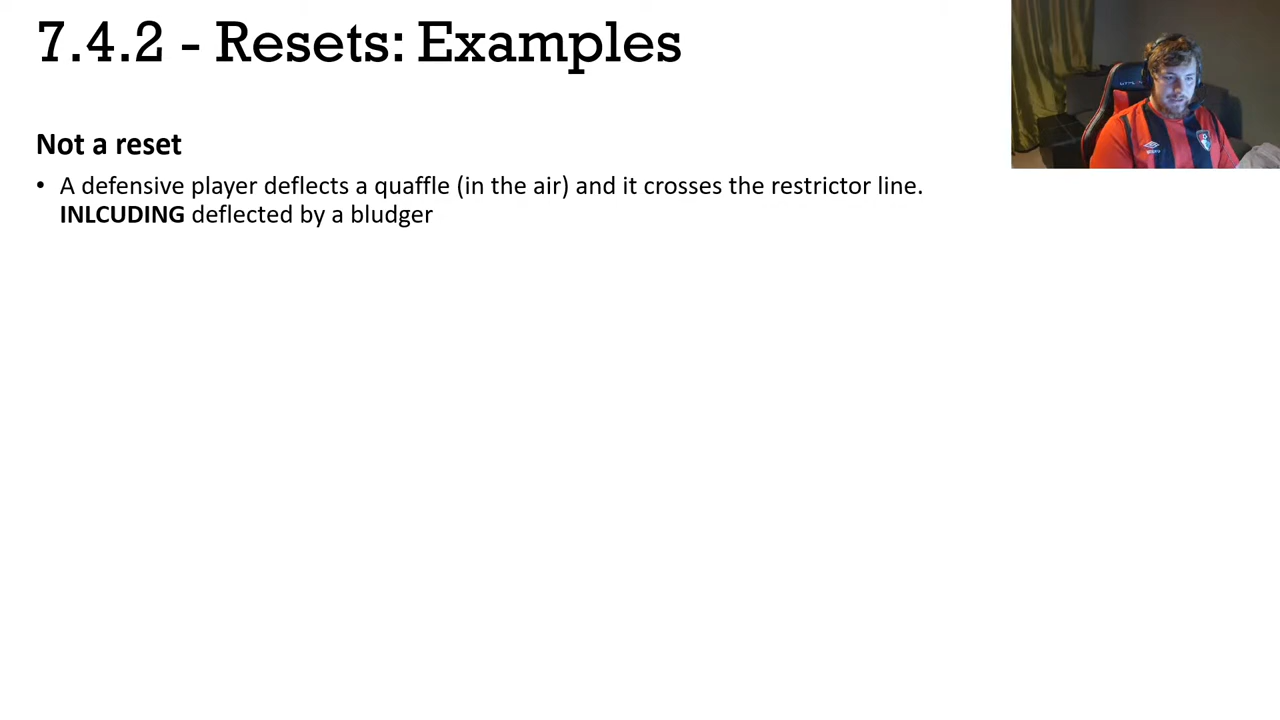 7.4.2 - Resets: Examples
Not a reset
• A defensive player deflects a quaffle (in the air) and it crosses the restrictor line.
INLCUDING deflected by a bludger